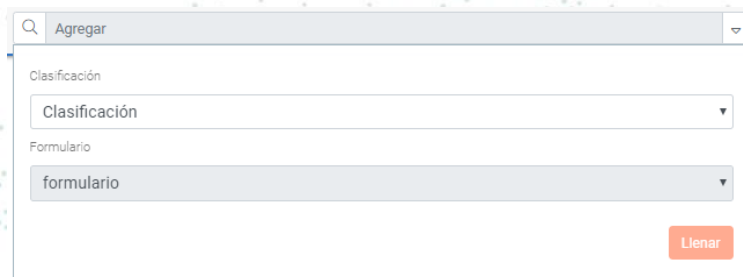 Agregar
Clasificación
Clasificación
Formulario
formulario
Llenar